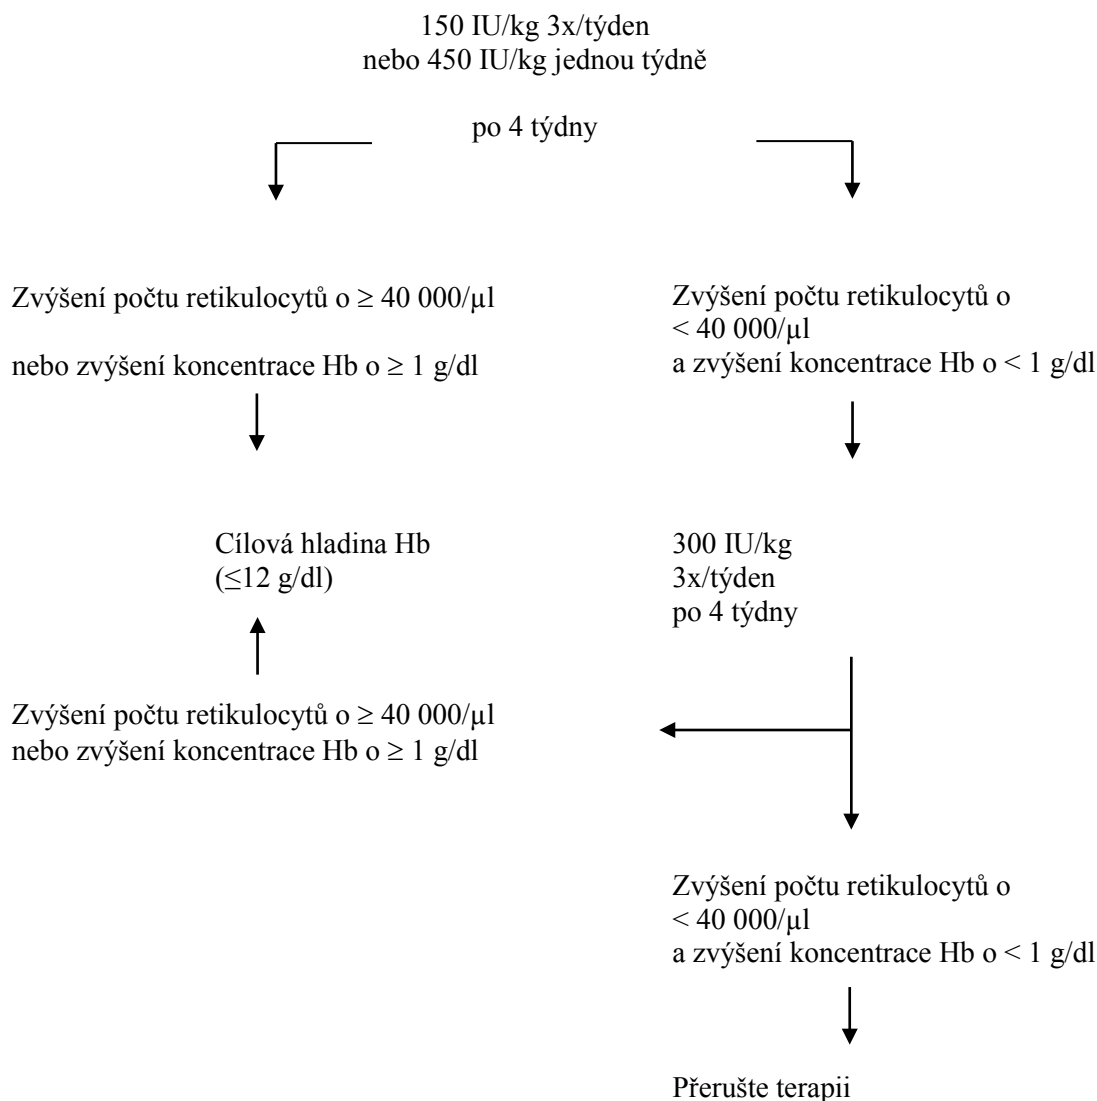 150 IU/kg 3x/týden
nebo 450 IU/kg jednou týdně
po 4 týdny
Zvýšení počtu retikulocytů o ≥ 40 000/µl
nebo zvýšení koncentrace Hb o ≥ 1 g/dl
Zvýšení počtu retikulocytů o
< 40 000/µl
a zvýšení koncentrace Hb o < 1 g/dl
Cílová hladina Hb
(≤12 g/dl)
300 IU/kg
3x/týden
po 4 týdny
Zvýšení počtu retikulocytů o ≥ 40 000/µl
nebo zvýšení koncentrace Hb o ≥ 1 g/dl
Zvýšení počtu retikulocytů o
< 40 000/µl
a zvýšení koncentrace Hb o < 1 g/dl
Přerušte terapii